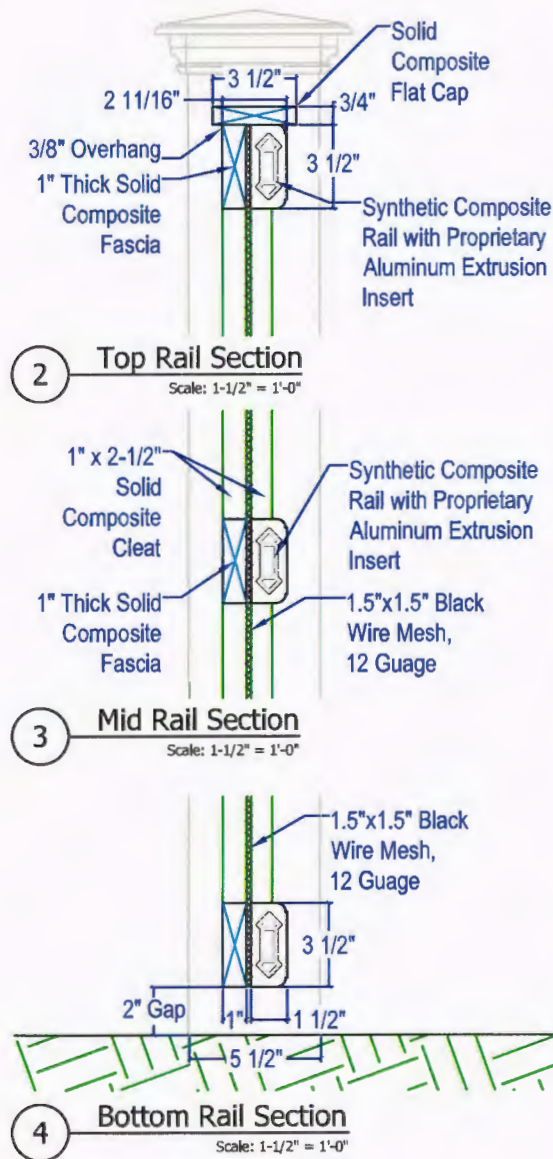 Solid
Composite
Flat Cap
3 1/2"
2 11/16"
3/4"
3/8" Overhang
3 1/2"
1" Thick Solid
Composite
Fascia
Synthetic Composite
Rail with Proprietary
Aluminum Extrusion
Insert
2 Top Rail Section
Scale: 1-1/2" = 1'-0"
1" x 2-1/2"
Solid
Composite
Cleat
Synthetic Composite
Rail with Proprietary
Aluminum Extrusion
Insert
1" Thick Solid
Composite
Fascia
1.5"x1.5" Black
Wire Mesh,
12 Guage
3 Mid Rail Section
Scale: 1-1/2" = 1'-0"
1.5"x1.5" Black
Wire Mesh,
12 Guage
3 1/2"
2" Gap
1"
1 1/2"
5 1/2"
4 Bottom Rail Section
Scale: 1-1/2" = 1'-0"